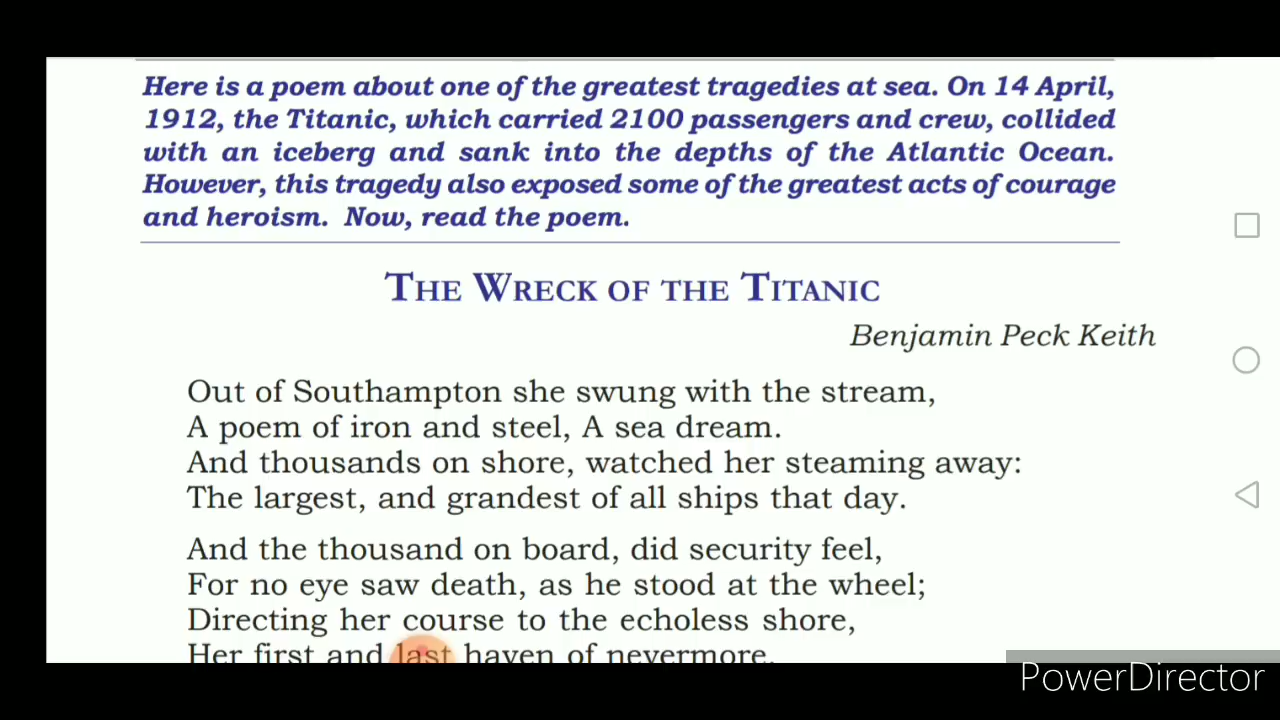 Here is a poem about one of the greatest tragedies at sea. On 14 April,
1912, the Titanic, which carried 2100 passengers and crew, collided
with an iceberg and sank into the depths of the Atlantic Ocean.
However, this tragedy also exposed some of the greatest acts of courage
and heroism. Now, read the poem.
THE WRECK OF THE TITANIC
Benjamin Peck Keith
Out of Southampton she swung with the stream,
A poem of iron and steel, A sea dream.
And thousands on shore, watched her steaming away:
The largest, and grandest of all ships that day.
And the thousand on board, did security feel,
For no eye saw death, as he stood at the wheel;
Directing her course to the echoless shore,
Her first and last haven of nevermore.
PowerDirector